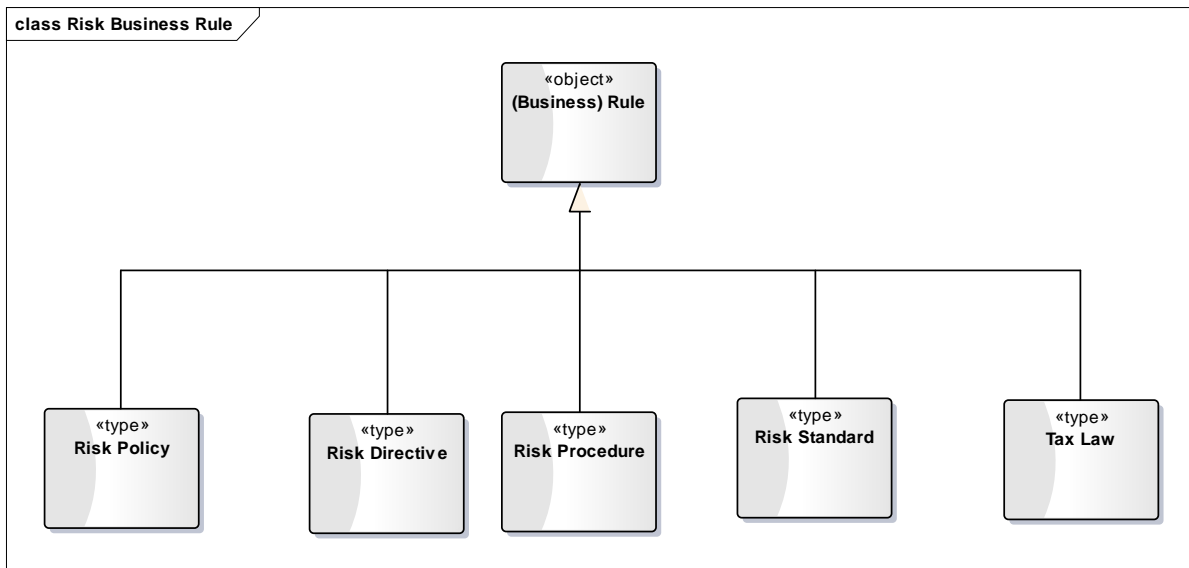 class Risk Business Rule
«object»
(Business) Rule
«type»
Risk Policy
«type»
Risk Directive
«type»
Risk Procedure
«type»
Risk Standard
«type»
Tax Law